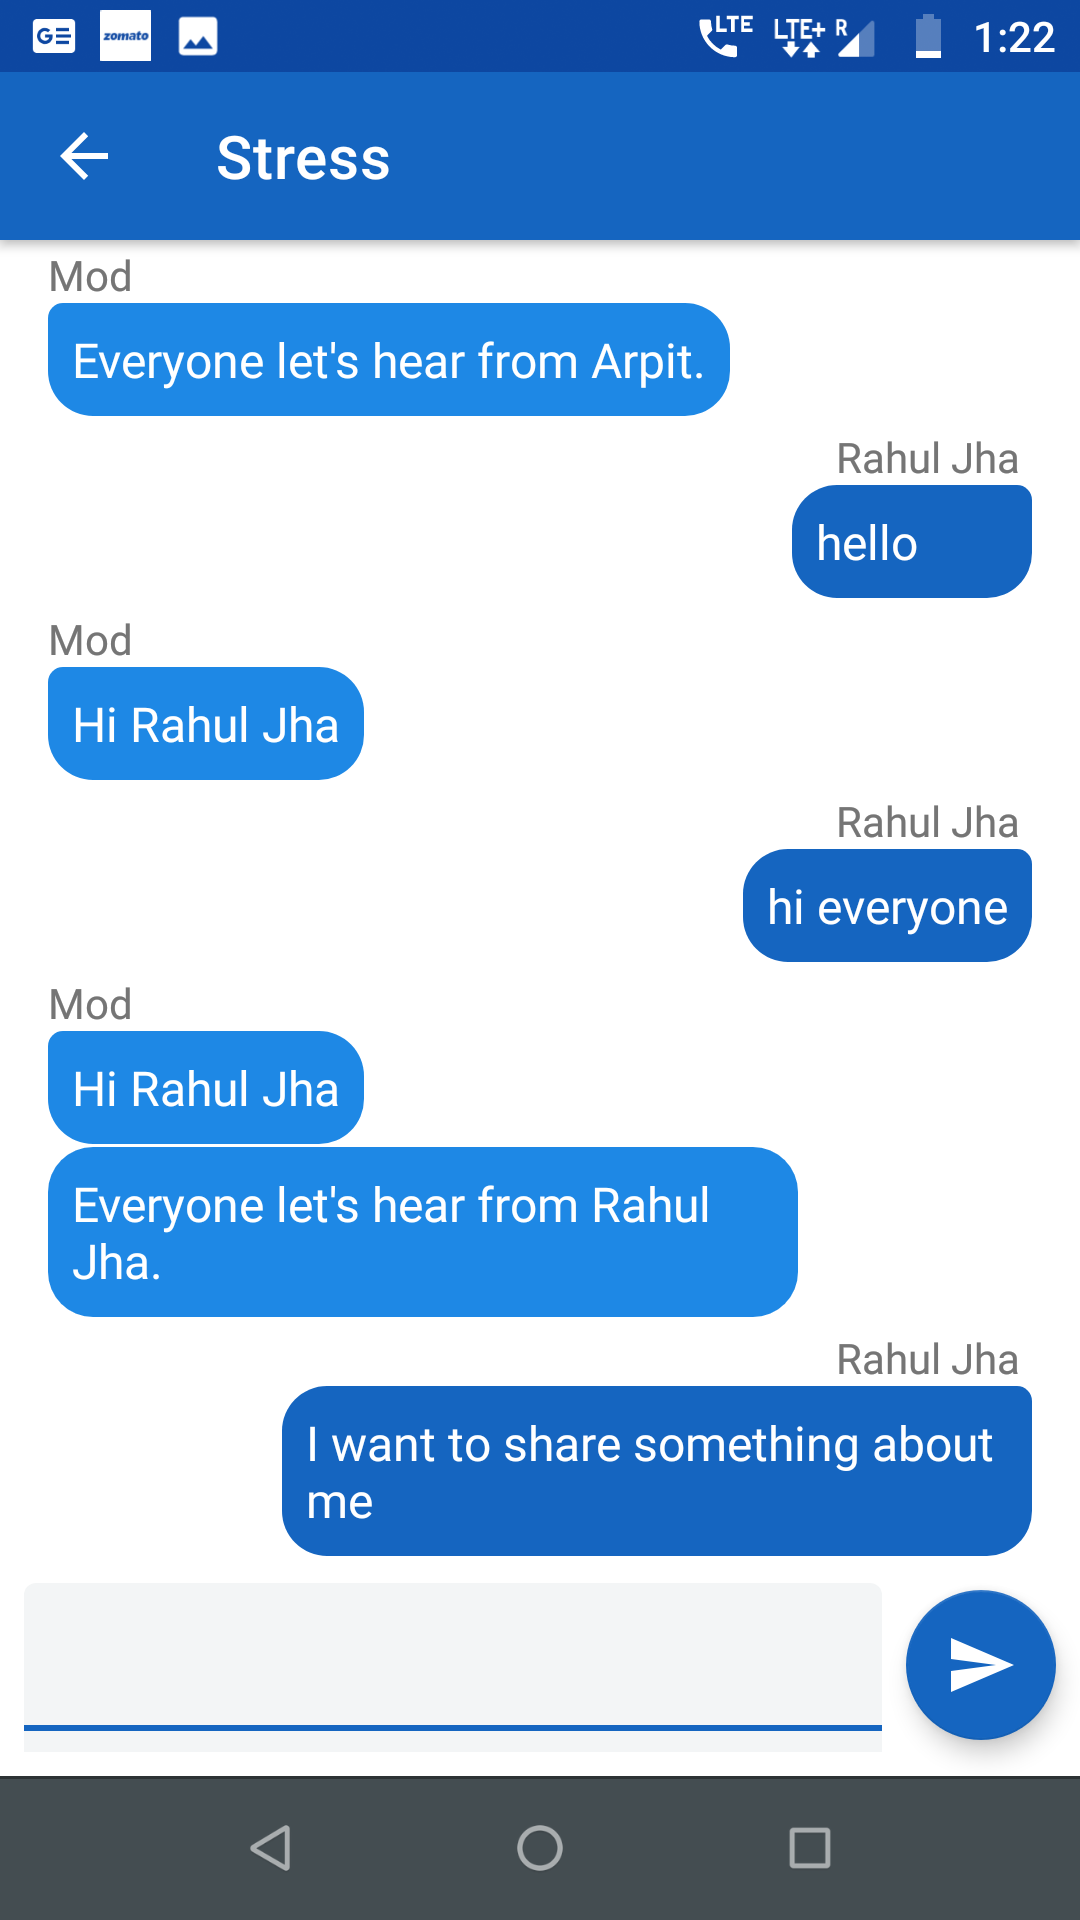 GE
zomato
LTE
LTE+
R
1:22
Stress
Mod
Everyone let's hear from Arpit.
Rahul Jha
hello
Mod
Hi Rahul Jha
Rahul Jha
hi everyone
Mod
Hi Rahul Jha
Everyone let's hear from Rahul
Jha.
Rahul Jha
I want to share something about
me